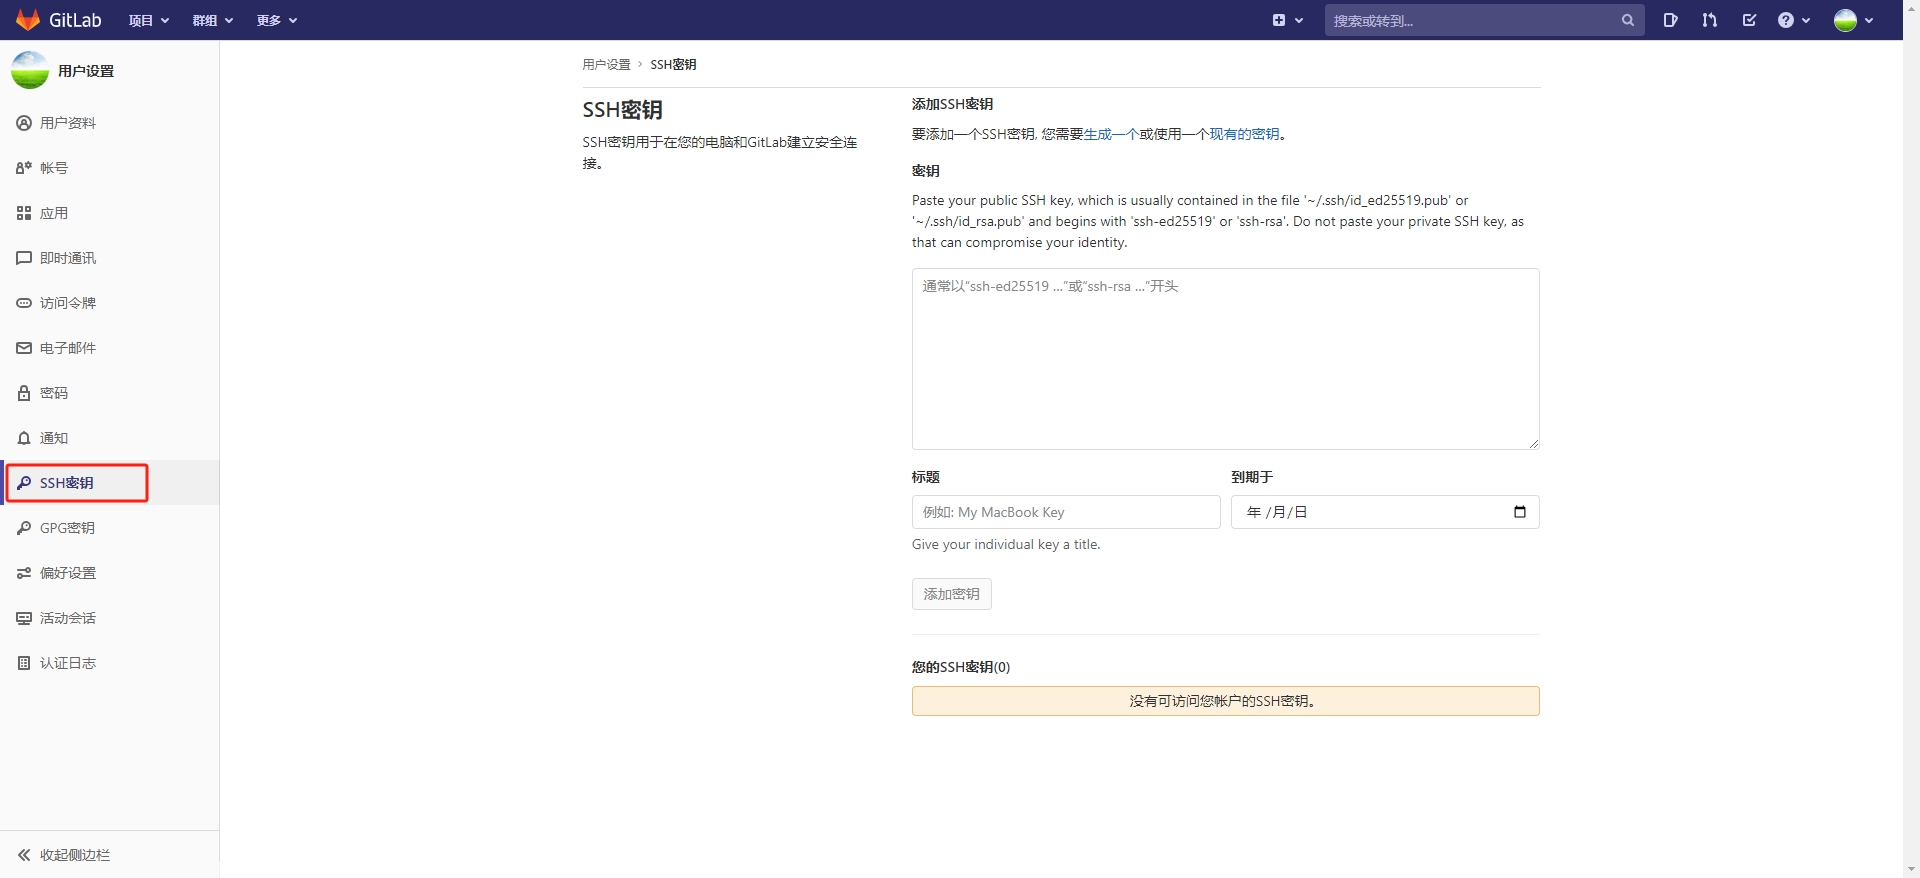 GitLab 项目 群组 更多 搜索或转到...
用户设置
用户资料
帐号
应用
即时通讯
访问令牌
电子邮件
密码
通知
SSH密钥
GPG密钥
偏好设置
活动会话
认证日志
收起侧边栏
用户设置 › SSH密钥
SSH密钥
SSH密钥用于在您的电脑和GitLab建立安全连
接。
添加SSH密钥
要添加一个SSH密钥, 您需要生成一个或使用一个现有的密钥。
密钥
Paste your public SSH key, which is usually contained in the file '~/.ssh/id_ed25519.pub' or
'~/.ssh/id_rsa.pub' and begins with 'ssh-ed25519' or 'ssh-rsa'. Do not paste your private SSH key, as
that can compromise your identity.
通常以“ssh-ed25519 ...”或“ssh-rsa ...”开头
标题 到期于
例如: My MacBook Key 年 /月/日
Give your individual key a title.
添加密钥
您的SSH密钥(0)
没有可访问您帐户的SSH密钥。